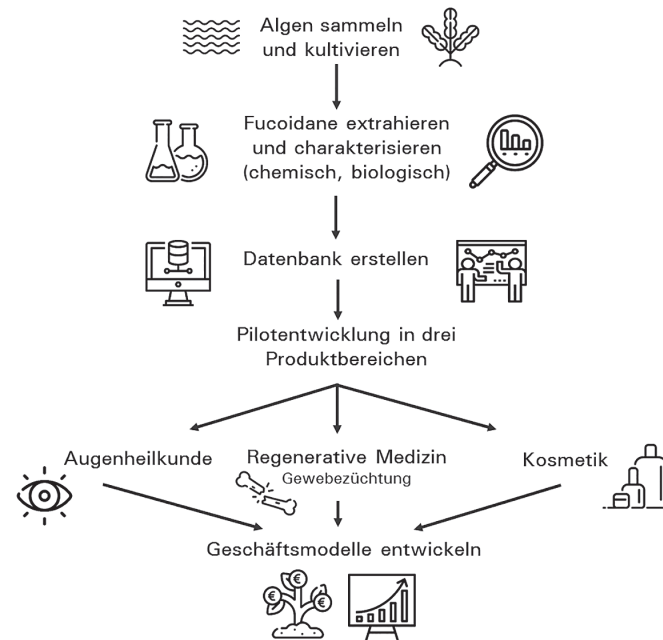 Algen sammeln
und kultivieren
Fucoidane extrahieren
und charakterisieren
(chemisch, biologisch)
Datenbank erstellen
Pilotentwicklung in drei
Produktbereichen
Augenheilkunde
Regenerative Medizin
Gewebezüchtung
Kosmetik
Geschäftsmodelle entwickeln
€
€
€